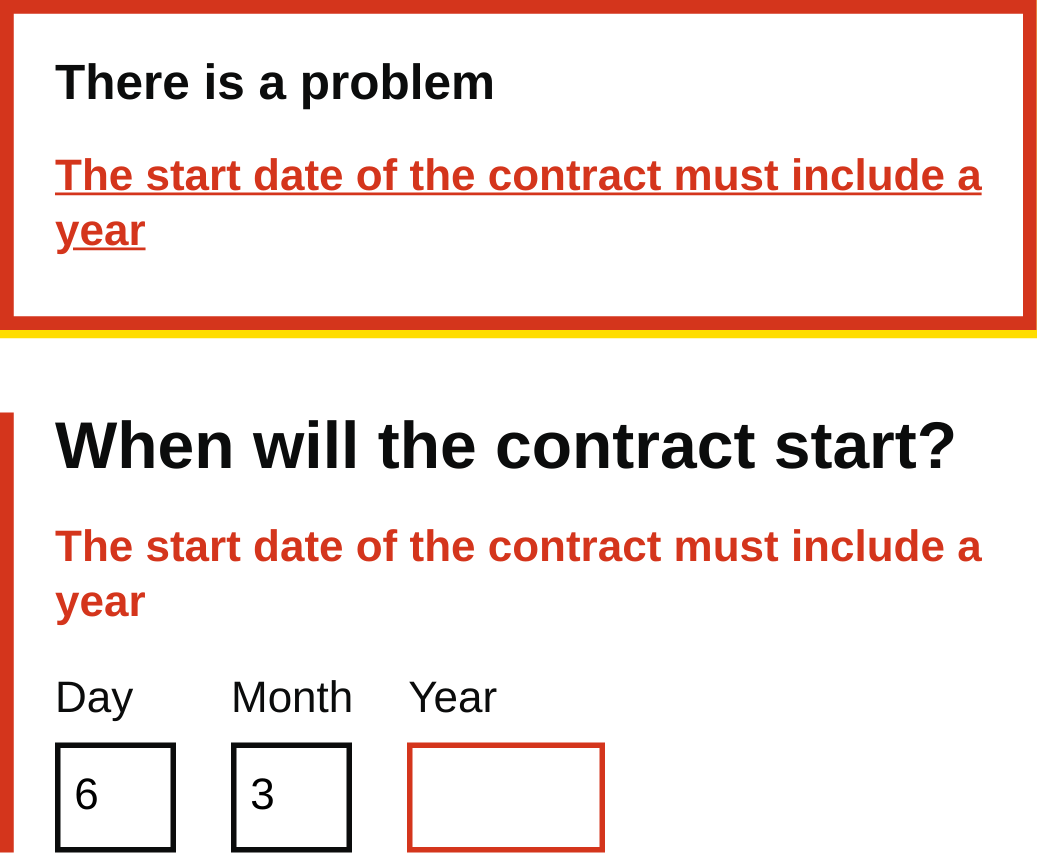 There is a problem
The start date of the contract must include a
year
When will the contract start?
The start date of the contract must include a
year
Day Month Year
6 3